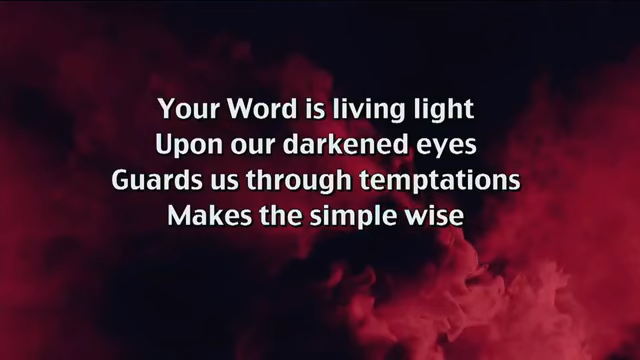 Your Word is living light
Upon our darkened eyes
Guards us through temptations
Makes the simple wise